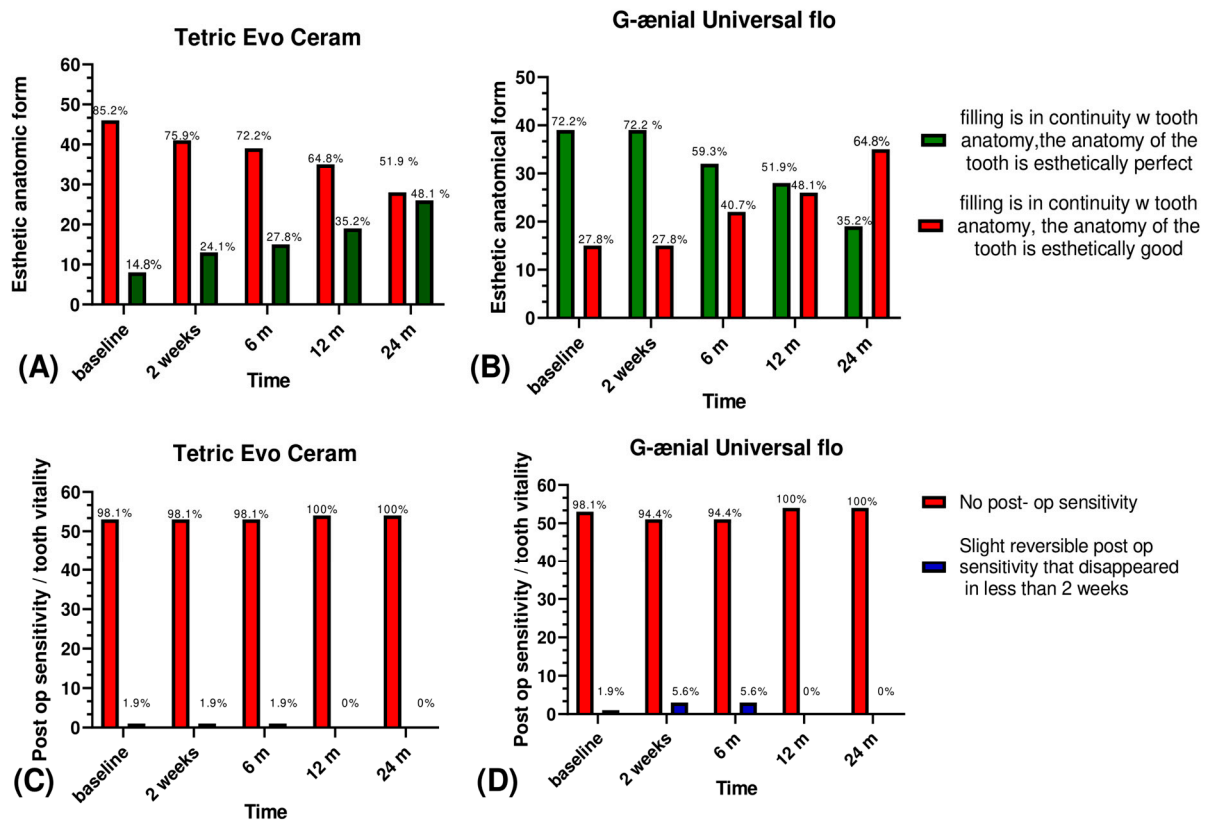 Tetric Evo Ceram
Esthetic anatomic form
60
50
40
30
20
10
0
85.2%
14.8%
75.9%
24.1%
72.2%
27.8%
64.8%
35.2%
51.9 %
48.1 %
baseline
2 weeks
6 m
12 m
24 m
Time
(A)
G-ænial Universal flo
Esthetic anatomical form
50
40
30
20
10
0
72.2%
27.8%
72.2 %
27.8%
59.3%
40.7%
51.9%
48.1%
35.2%
64.8%
baseline
2 weeks
6 m
12 m
24 m
Time
(B)
filling is in continuity w tooth
anatomy,the anatomy of the
tooth is esthetically perfect
filling is in continuity w tooth
anatomy, the anatomy of the
tooth is esthetically good
Tetric Evo Ceram
Post op sensitivity / tooth vitality
60
50
40
30
20
10
0
98.1%
1.9%
98.1%
1.9%
98.1%
1.9%
100%
0%
100%
0%
baseline
2 weeks
6 m
12 m
24 m
Time
(C)
G-ænial Universal flo
Post op sensitivity / tooth vitality
60
50
40
30
20
10
0
98.1%
1.9%
94.4%
5.6%
94.4%
5.6%
100%
0%
100%
0%
baseline
2 weeks
6 m
12 m
24 m
Time
(D)
No post- op sensitivity
Slight reversible post op
sensitivity that disappeared
in less than 2 weeks